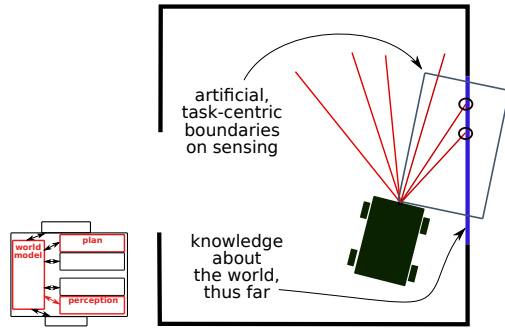 artificial,
task-centric
boundaries
on sensing
knowledge
about
the world,
thus far
world
model
plan
perception